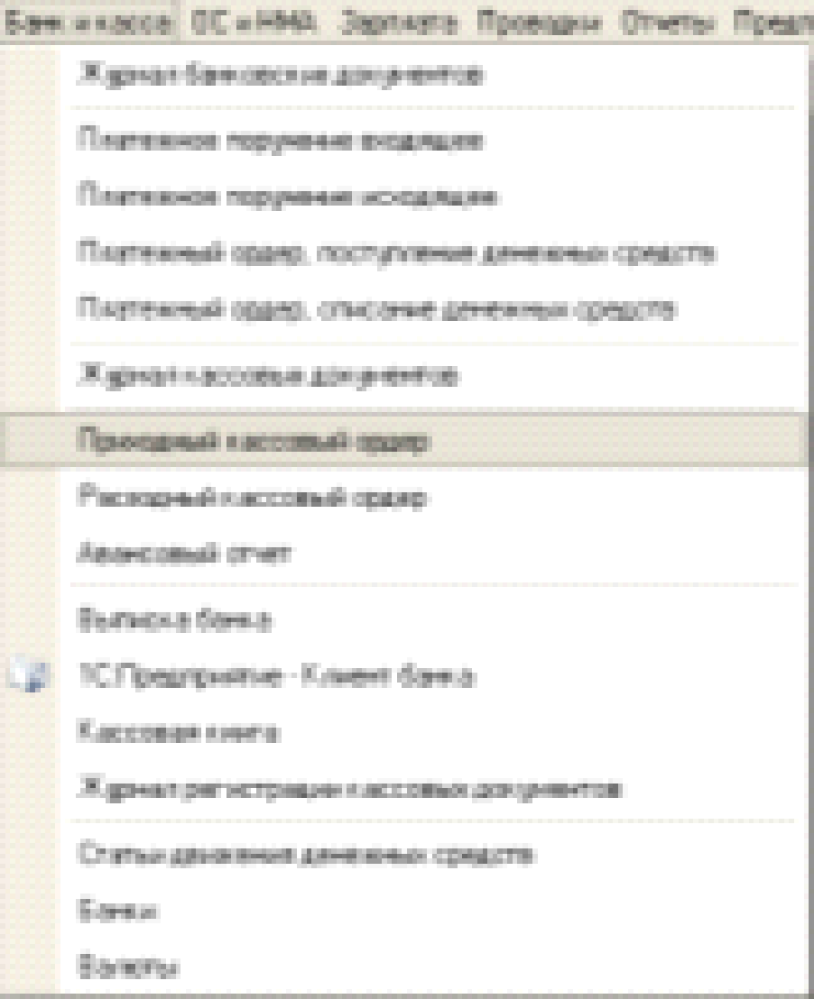 Банк и касса ОС и НМА Зарплата Проводки Отчеты
Журнал банковские документов
Платежное поручение входящее
Платежное поручение исходящее
Платежный ордер, поступление денежных средств
Платежный ордер, списание денежных средств
Журнал кассовых документов
Приходный кассовый ордер
Расходный кассовый ордер
Авансовый отчет
Выписка банка
1С:Предприятие - Клиент банка
Кассовая книга
Журнал регистрации кассовых документов
Статьи движения денежных средств
Банки
Валюты